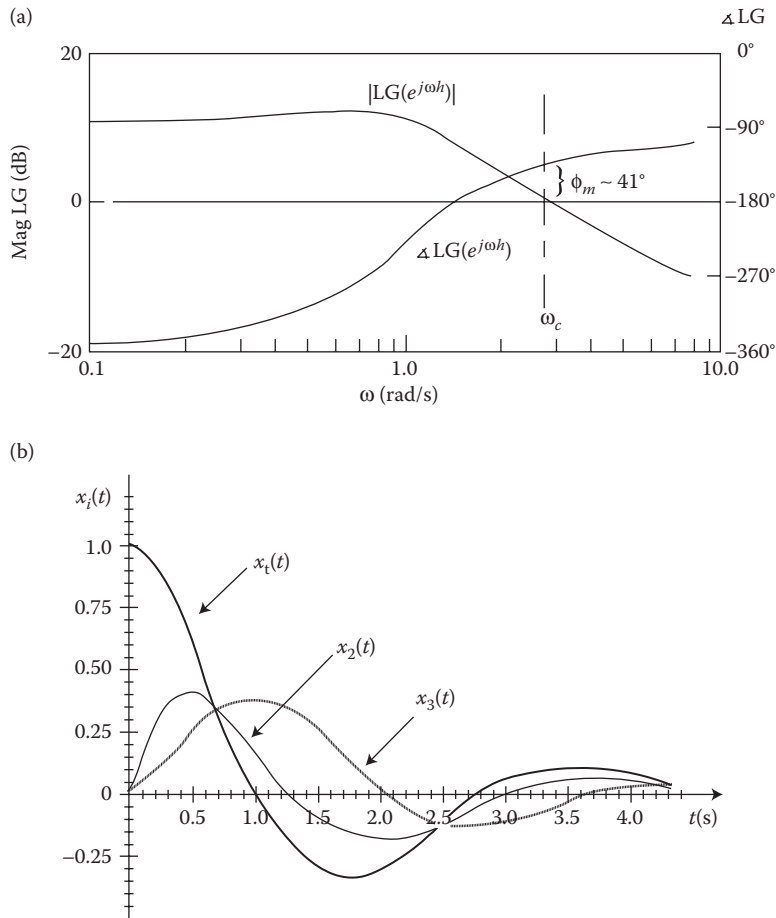 (a)
∡ LG
20
0
−20
Mag LG (dB)
0°
−90°
−180°
−270°
−360°
|LG(e^{jωh})|
} ϕ_m ~ 41°
∡ LG(e^{jωh})
ω_c
0.1
1.0
10.0
ω (rad/s)
(b)
x_i(t)
1.0
0.75
0.50
0.25
0
−0.25
x_t(t)
x_2(t)
x_3(t)
0.5
1.0
1.5
2.0
2.5
3.0
3.5
4.0
t(s)